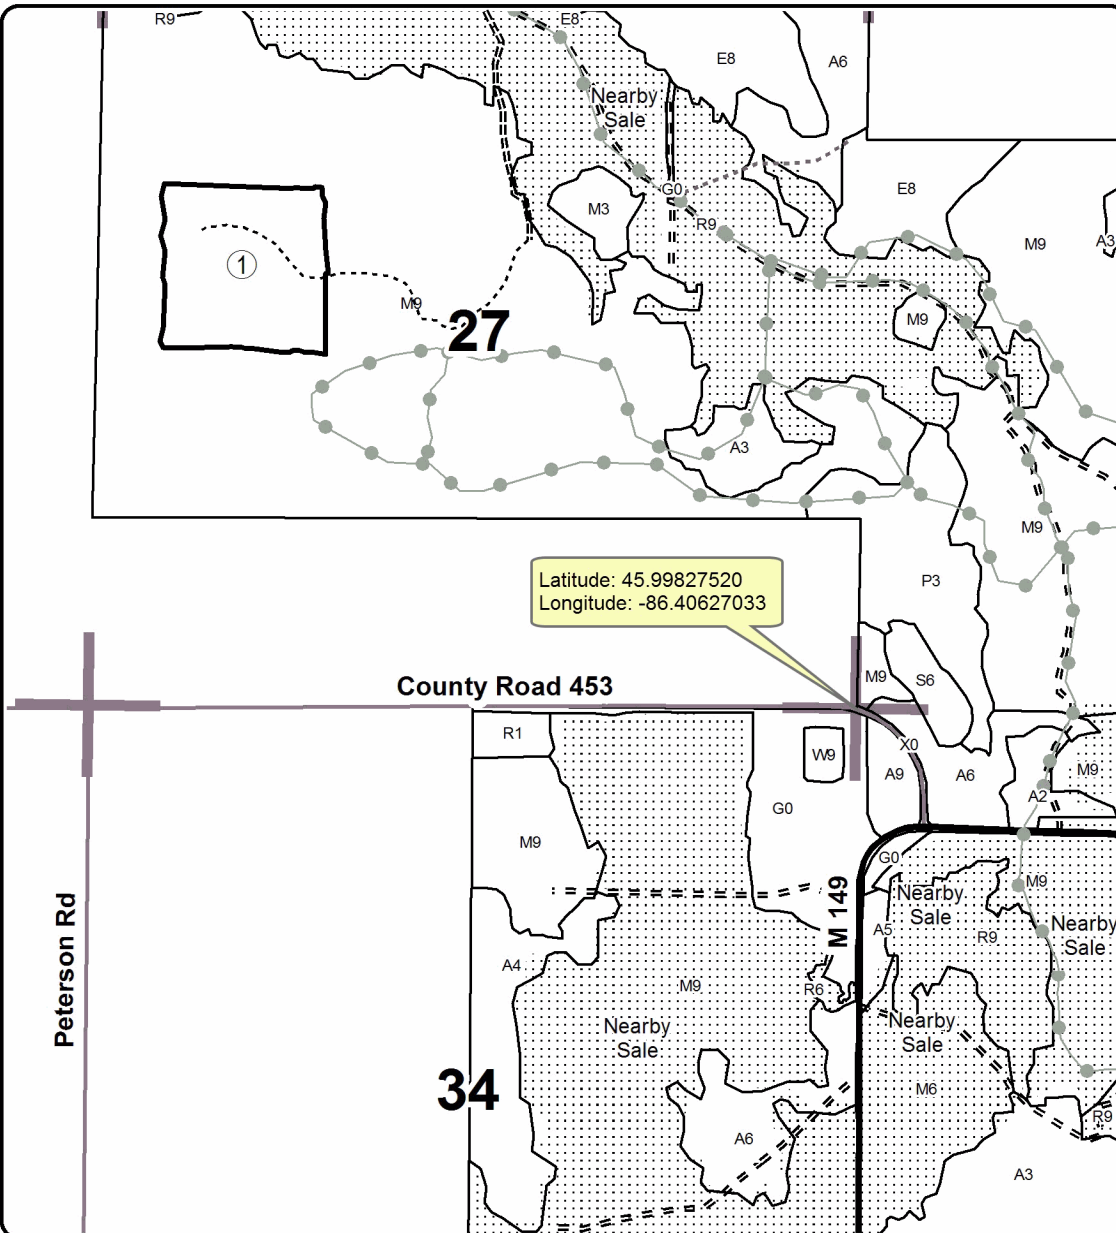 R9
E8
E8
A6
Nearby
Sale
G0
E8
M3
R9
M9
A3
1
M9
27
M9
A3
M9
Latitude: 45.99827520
Longitude: -86.40627033
P3
M9
S6
County Road 453
R1
X0
W9
A9
A6
M9
A2
G0
M9
G0
M9
Nearby
Sale
M 149
A5
R9
Nearby
Sale
Peterson Rd
A4
M9
R6
Nearby
Sale
Nearby
Sale
34
M6
R9
A6
A3